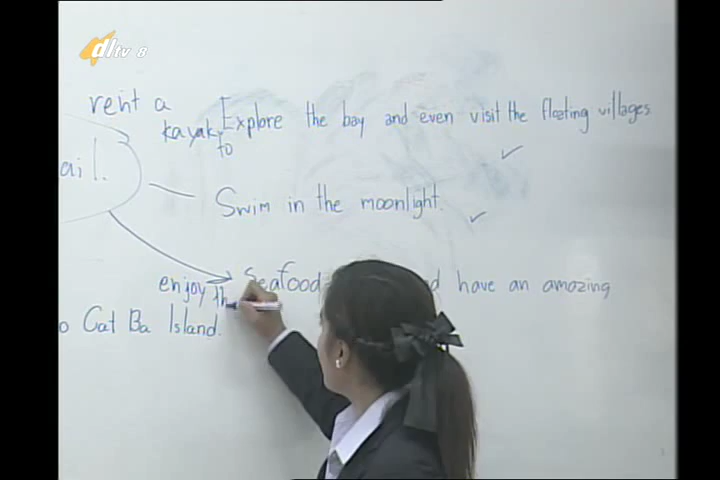 dltv 8
rent a
kayak to Explore the bay and even visit the floating villages
ail.
Swim in the moonlight.
enjoy th Seafood have an amazing
o Cat Ba Island.